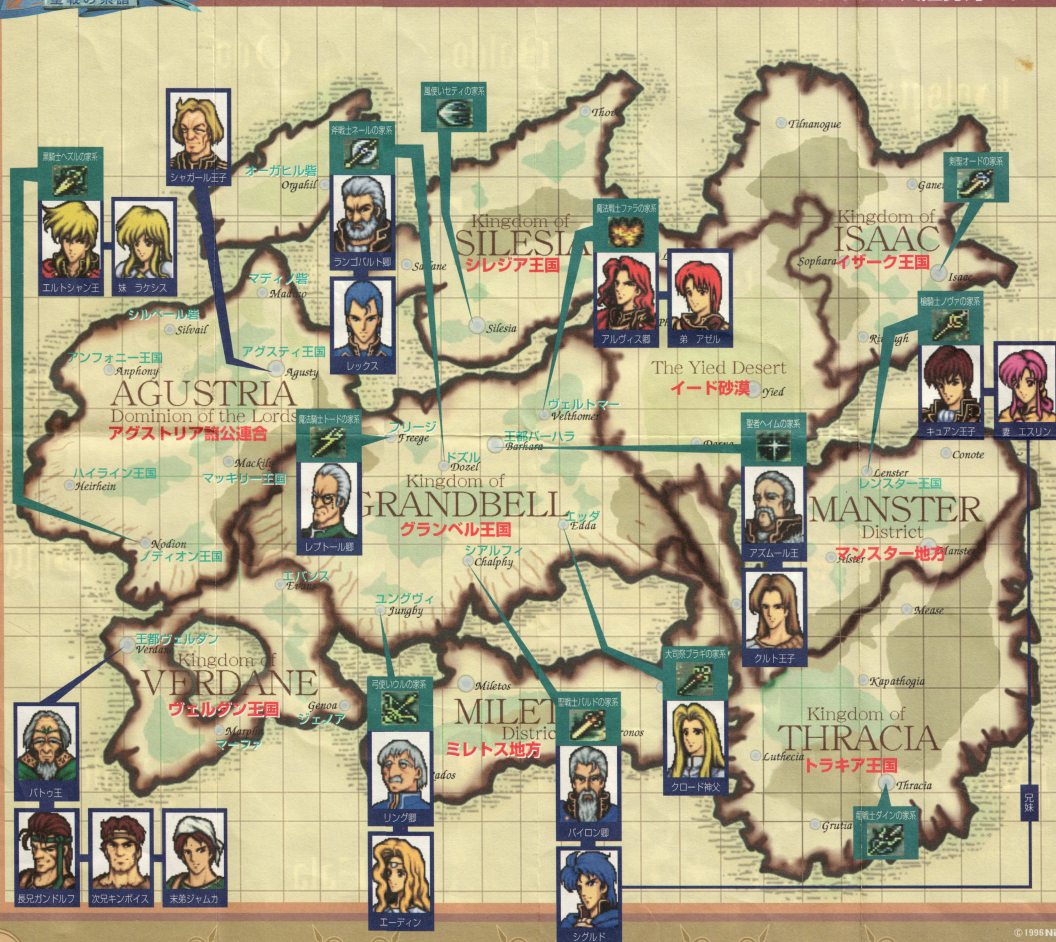 風使いセティの家系
Thove
Tilnanogue
斧戦士ネールの家系
黒騎士ヘズルの家系
シャガール王子
オーガヒル砦
Orgahil
剣聖オードの家系
魔法戦士ファラの家系
Kingdom of
SILESIA
シレジア王国
Kingdom of
ISAAC
イザーク王国
Sophara
Isaac
ランゴバルト卿
エルトシャン王
妹 ラケシス
マディノ砦
Madino
槍騎士ノヴァの家系
シルベール砦
Silvail
Silesia
アルヴィス卿
弟 アゼル
アグスティ王国
Agusty
アンフォニー王国
Anphony
レックス
The Yied Desert
イード砂漠
Yied
AGUSTRIA
Dominion of the Lords
アグストリア諸公連合
ヴェルトマー
Velthomer
魔法騎士トードの家系
フリージ
Freege
王都バーハラ
Barhara
聖者ヘイムの家系
キュアン王子
妻 エスリン
Conote
ドズル
Dozel
Mackily
マッキリー王国
ハイライン王国
Heirhein
Lenster
レンスター王国
Kingdom of
GRANDBELL
グランベル王国
MANSTER
District
マンスター地方
Manster
Alster
エッダ
Edda
レプトール卿
アズムール王
Nodion
ノディオン王国
シアルフィ
Chalphy
エバンス
Evans
ユングヴィ
Jungby
Mease
王都ヴェルダン
Verdane
クルト王子
大司祭ブラギの家系
Kingdom of
VERDANE
ヴェルダン王国
Kapathogia
弓使いウルの家系
Miletos
聖戦士バルドの家系
Genoa
ジェノア
Marpha
マーファ
MILET
District
ミレトス地方
Kingdom of
THRACIA
トラキア王国
Luthecia
Thracia
クロード神父
バトゥ王
リング卿
バイロン卿
兄妹
竜騎士ダインの家系
Grutia
長兄ガンドルフ
次兄キンボイス
末弟ジャムカ
エーディン
シグルド
©1996 Ni